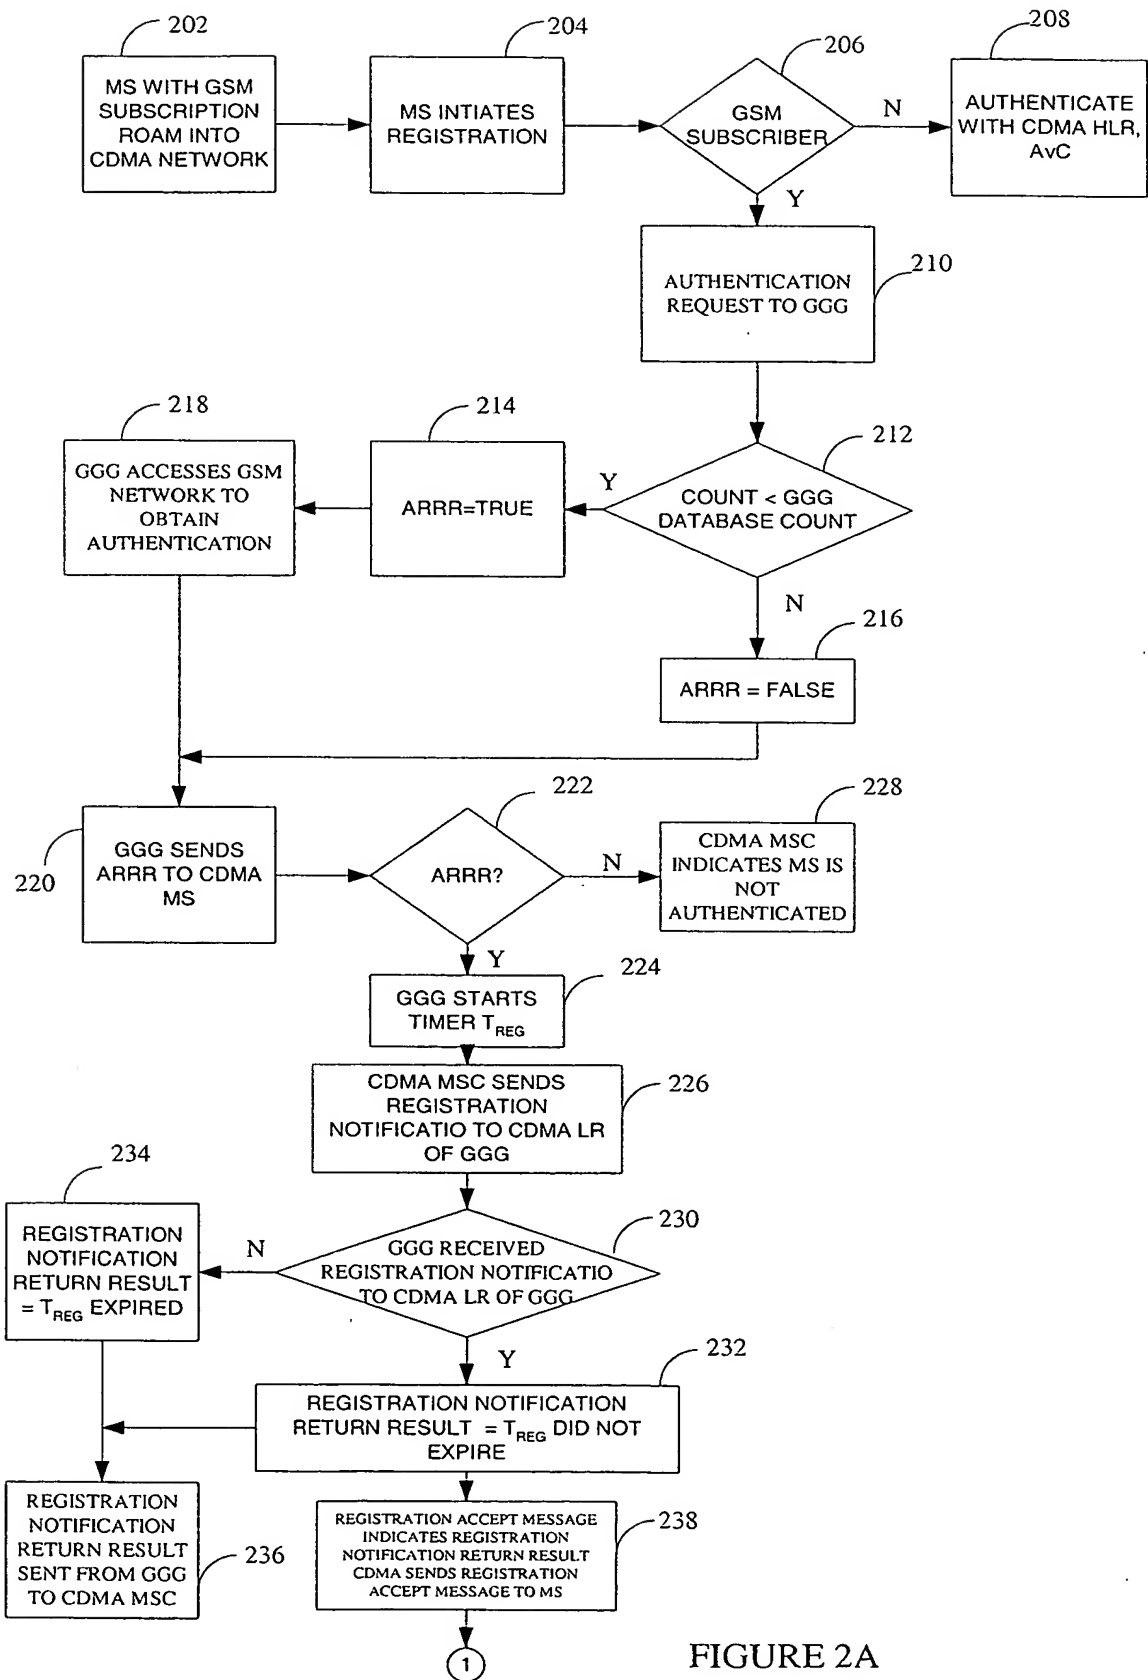 202
MS WITH GSM
SUBSCRIPTION
ROAM INTO
CDMA NETWORK
204
MS INTIATES
REGISTRATION
206
GSM
SUBSCRIBER
N
208
AUTHENTICATE
WITH CDMA HLR,
AvC
Y
210
AUTHENTICATION
REQUEST TO GGG
218
GGG ACCESSES GSM
NETWORK TO
OBTAIN
AUTHENTICATION
214
ARRR=TRUE
Y
212
COUNT < GGG
DATABASE COUNT
N
216
ARRR = FALSE
220
GGG SENDS
ARRR TO CDMA
MS
222
ARRR?
N
228
CDMA MSC
INDICATES MS IS
NOT
AUTHENTICATED
Y
224
GGG STARTS
TIMER TREG
226
CDMA MSC SENDS
REGISTRATION
NOTIFICATIO TO CDMA LR
OF GGG
234
REGISTRATION
NOTIFICATION
RETURN RESULT
= TREG EXPIRED
N
230
GGG RECEIVED
REGISTRATION NOTIFICATIO
TO CDMA LR OF GGG
Y
232
REGISTRATION NOTIFICATION
RETURN RESULT = TREG DID NOT
EXPIRE
REGISTRATION
NOTIFICATION
RETURN RESULT
SENT FROM GGG
TO CDMA MSC
236
REGISTRATION ACCEPT MESSAGE
INDICATES REGISTRATION
NOTIFICATION RETURN RESULT
CDMA SENDS REGISTRATION
ACCEPT MESSAGE TO MS
238
1
FIGURE 2A